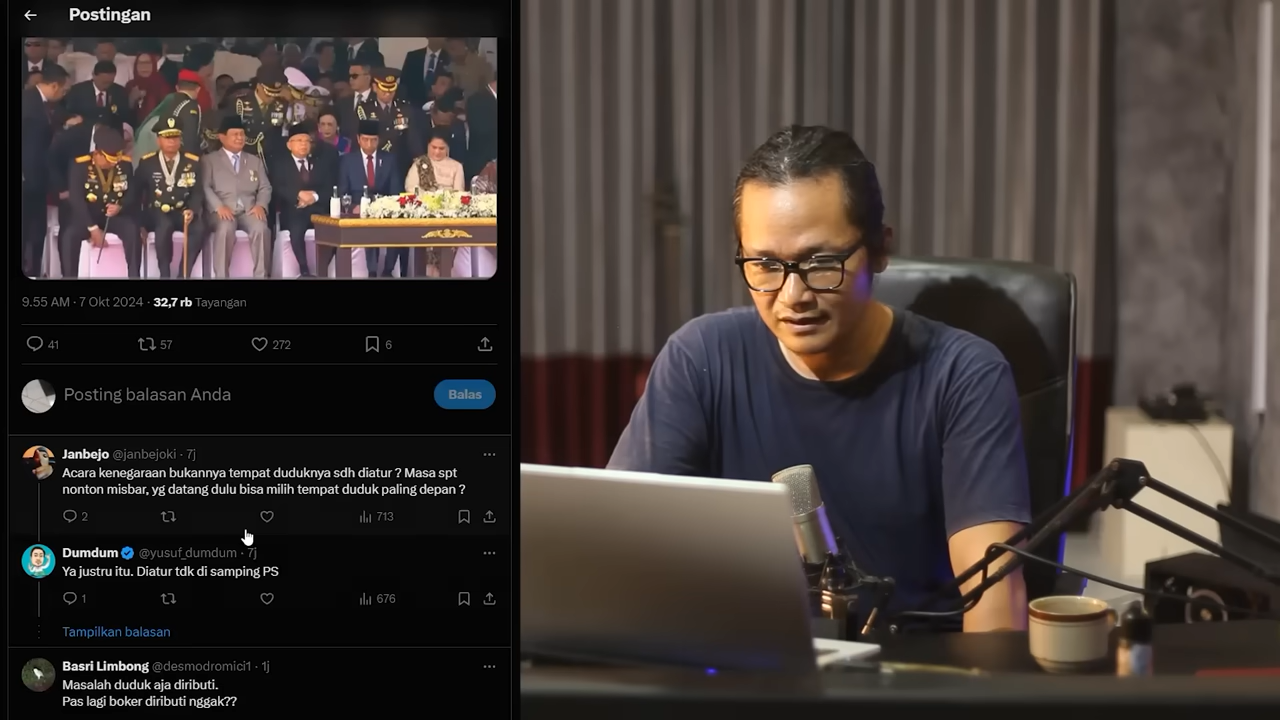 Postingan
9.55 AM · 7 Okt 2024 · 32,7 rb Tayangan
41 57 272 6
Posting balasan Anda
Balas
Janbejo @janbejoki · 7j
Acara kenegaraan bukannya tempat duduknya sdh diatur ? Masa spt
nonton misbar, yg datang dulu bisa milih tempat duduk paling depan ?
2 713
Dumdum @yusuf_dumdum · 7j
Ya justru itu. Diatur tdk di samping PS
1 676
Tampilkan balasan
Basri Limbong @desmodromici1 · 1j
Masalah duduk aja diributi.
Pas lagi boker diributi nggak??